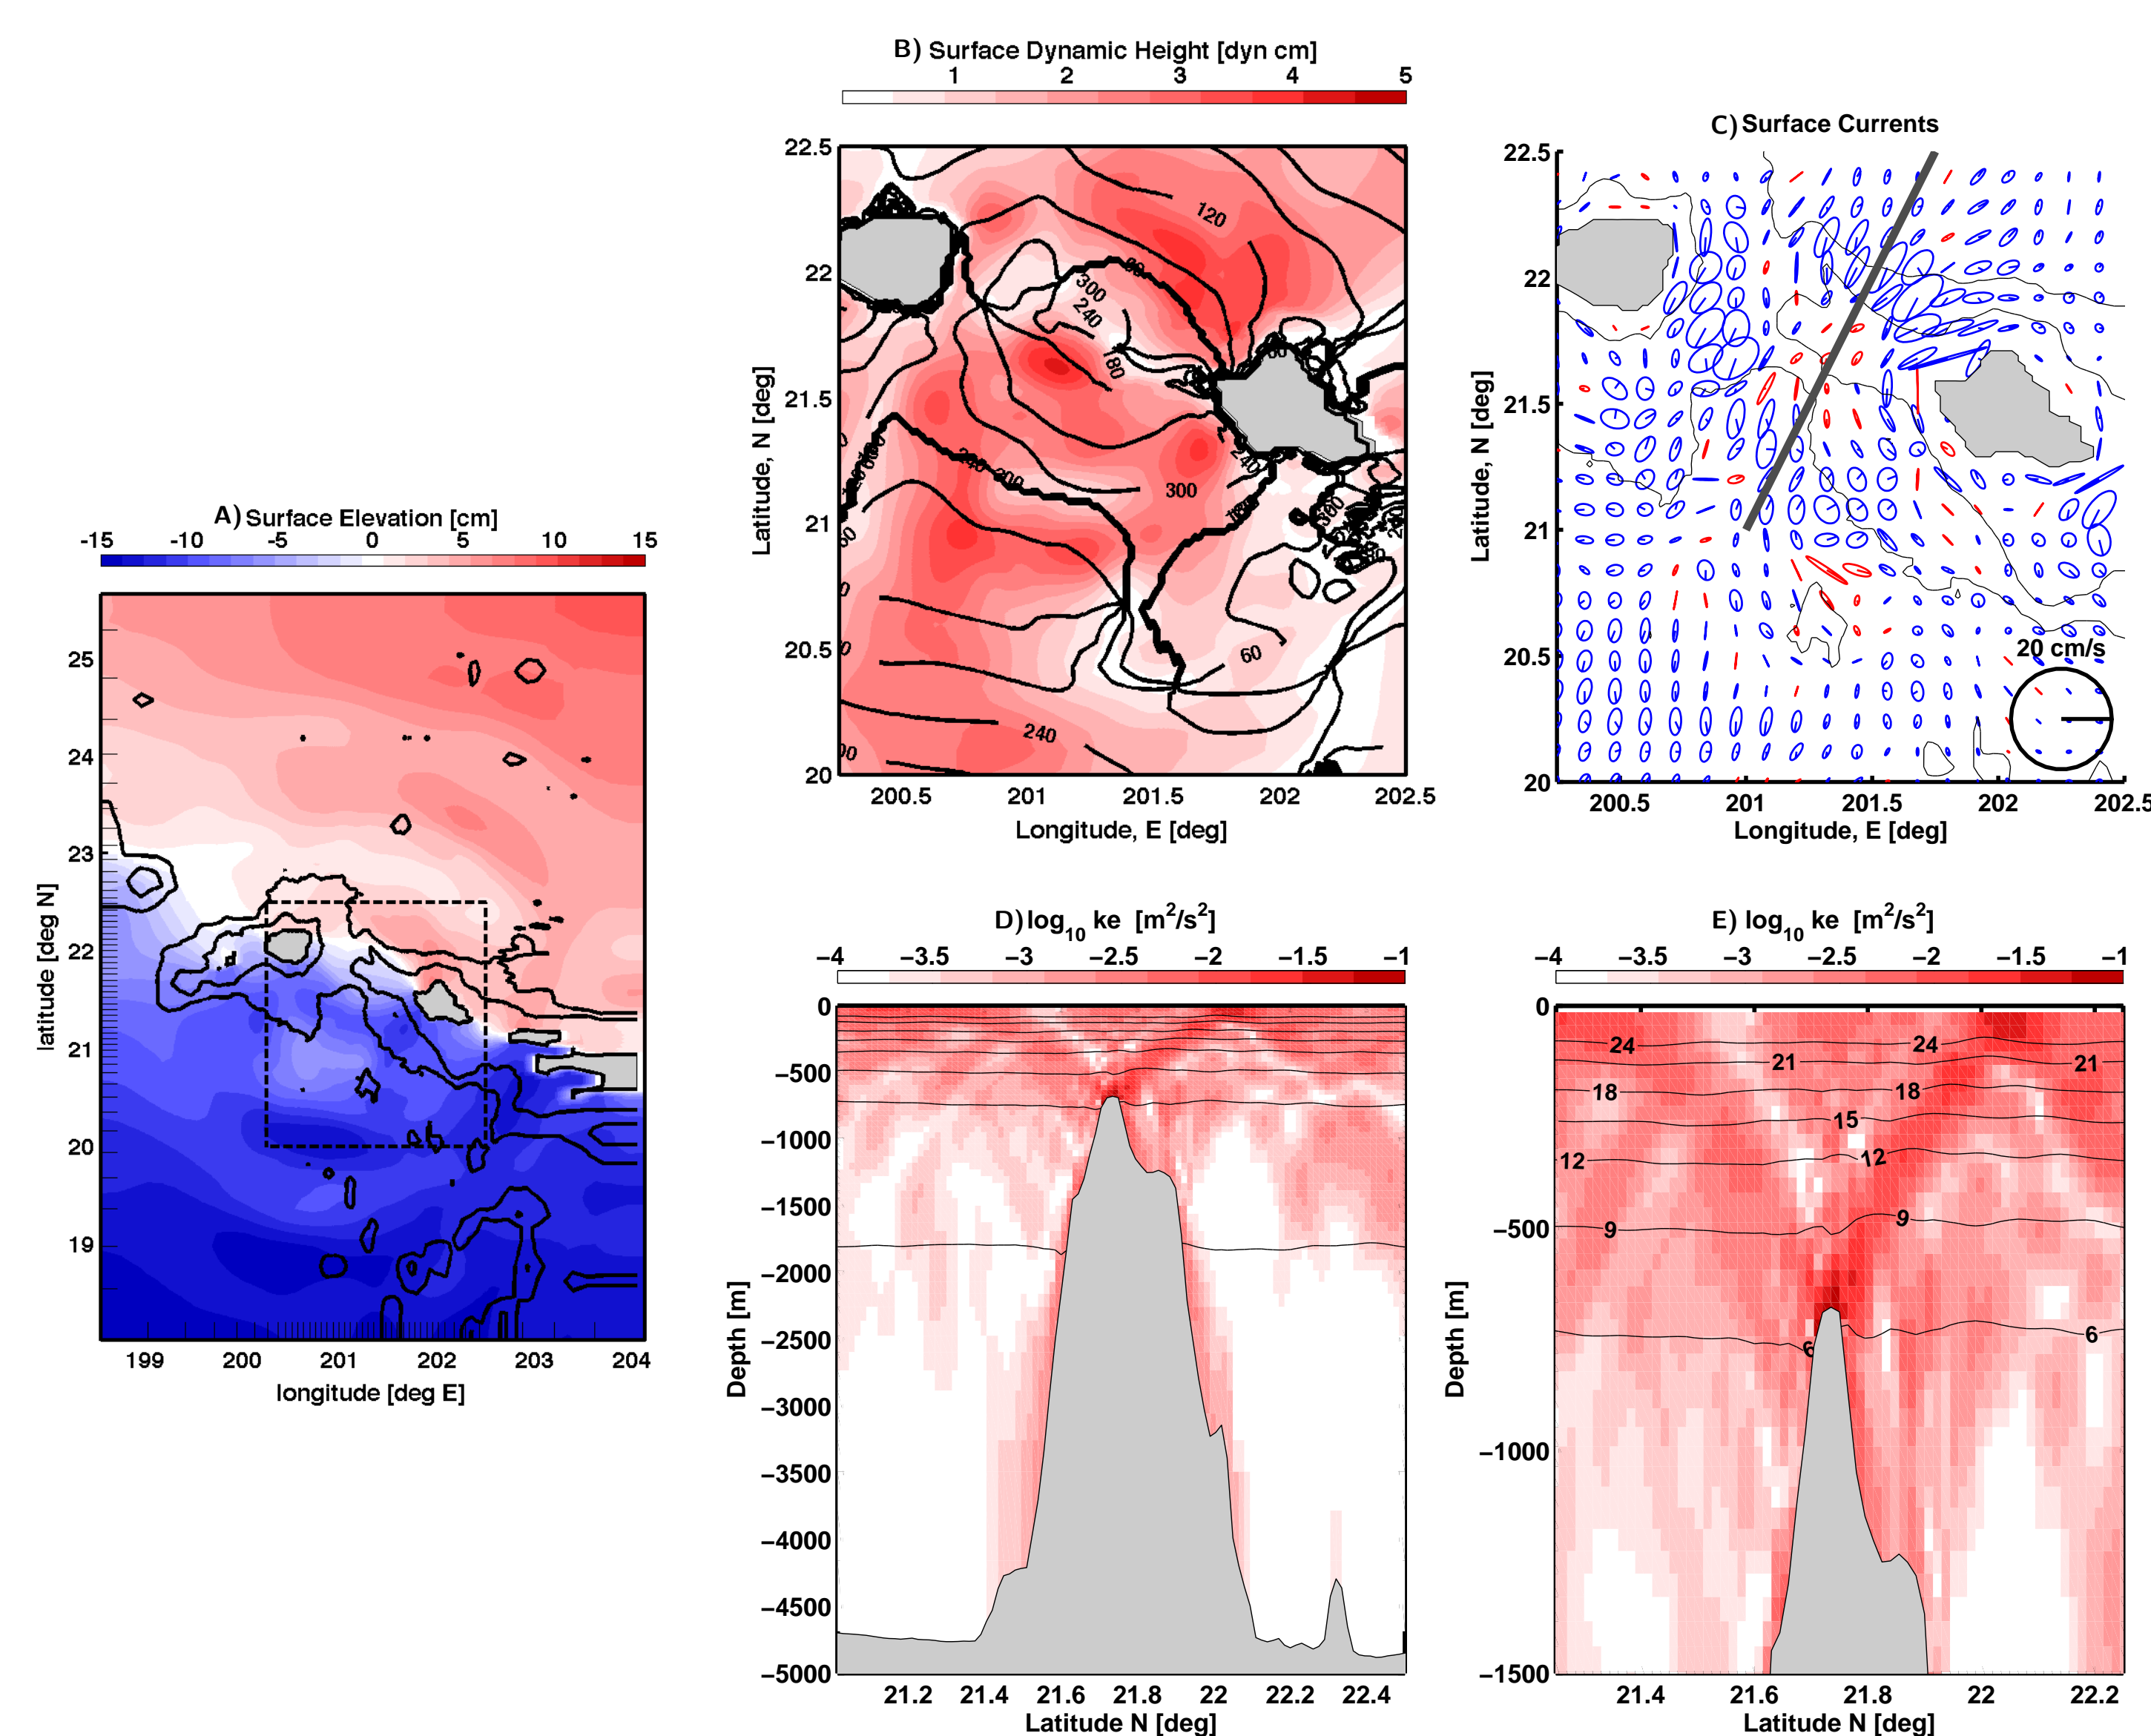 A) Surface Elevation [cm]
-15 -10 -5 0 5 10 15
25
24
23
22
21
20
19
latitude [deg N]
199 200 201 202 203 204
longitude [deg E]
B) Surface Dynamic Height [dyn cm]
1 2 3 4 5
22.5
22
21.5
21
20.5
20
Latitude, N [deg]
120
60
300
240
180
60
240
300
240
300
180
300
60
240
200.5 201 201.5 202 202.5
Longitude, E [deg]
C) Surface Currents
22.5
22
21.5
21
20.5
20
Latitude, N [deg]
20 cm/s
200.5 201 201.5 202 202.5
Longitude, E [deg]
D) log10 ke [m2/s2]
−4 −3.5 −3 −2.5 −2 −1.5 −1
0
−500
−1000
−1500
−2000
−2500
−3000
−3500
−4000
−4500
−5000
Depth [m]
21.2 21.4 21.6 21.8 22 22.2 22.4
Latitude N [deg]
E) log10 ke [m2/s2]
−4 −3.5 −3 −2.5 −2 −1.5 −1
0
−500
−1000
−1500
Depth [m]
24 24
21 21
18 18
15
12 12
9 9
6 6
21.4 21.6 21.8 22 22.2
Latitude N [deg]